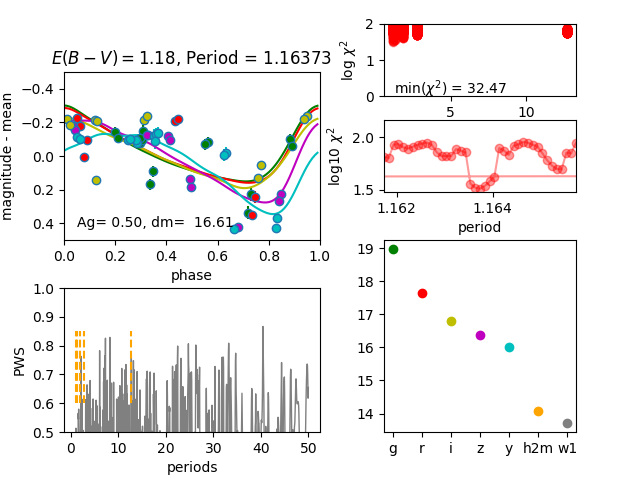 E(B − V) = 1.18, Period = 1.16373
magnitude - mean
−0.4
−0.2
0.0
0.2
0.4
Ag= 0.50, dm= 16.61
0.0 0.2 0.4 0.6 0.8 1.0
phase
log χ²
2
1
0
min(χ²) = 32.47
5 10
log10 χ²
2.0
1.5
1.162 1.164
period
PWS
1.0
0.9
0.8
0.7
0.6
0.5
0 10 20 30 40 50
periods
19
18
17
16
15
14
g r i z y h2m w1